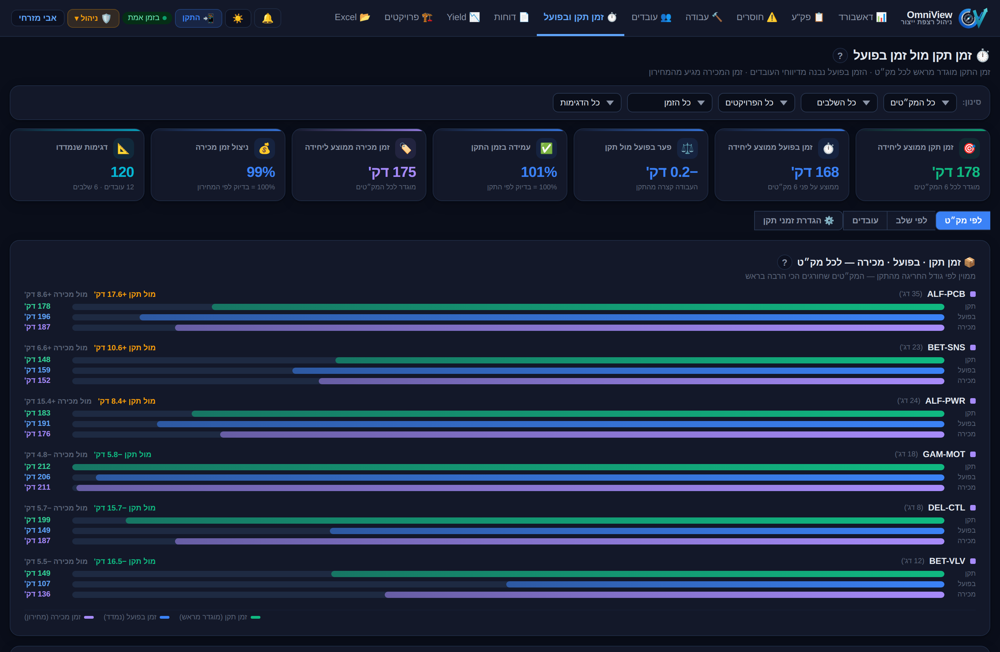 OmniView
ניהול רצפת ייצור
דאשבורד
פק"ע
חוסרים
עבודה
עובדים
זמן תקן ובפועל
דוחות
Yield
פרויקטים
Excel
התקן
בזמן אמת
ניהול ▾
אבי מזרחי
זמן תקן מול זמן בפועל ?
זמן התקן מוגדר מראש לכל מק״ט · הזמן בפועל נבנה מדיווחי העובדים · זמן המכירה מגיע מהמחירון
סינון: כל המק״טים כל השלבים כל הפרויקטים כל הזמן כל הדגימות
זמן תקן ממוצע ליחידה
178 דק'
מוגדר לכל 6 המק״טים
זמן בפועל ממוצע ליחידה
168 דק'
ממוצע על פני 6 מק״טים
פער בפועל מול תקן
−0.2 דק'
העבודה קצרה מהתקן
עמידה בזמן התקן
101%
100% = בדיוק לפי התקן
זמן מכירה ממוצע ליחידה
175 דק'
מוגדר לכל המק״טים
ניצול זמן מכירה
99%
100% = בדיוק לפי המחירון
דגימות שנמדדו
120
12 עובדים · 6 שלבים
לפי מק״ט לפי שלב עובדים הגדרת זמני תקן
זמן תקן · בפועל · מכירה — לכל מק״ט ?
ממוין לפי גודל החריגה מהתקן — המק״טים שחורגים הכי הרבה בראש
ALF-PCB (35 דג') מול תקן +17.6 דק' מול מכירה +8.6 דק'
תקן 178 דק'
בפועל 196 דק'
מכירה 187 דק'
BET-SNS (23 דג') מול תקן +10.6 דק' מול מכירה +6.6 דק'
תקן 148 דק'
בפועל 159 דק'
מכירה 152 דק'
ALF-PWR (24 דג') מול תקן +8.4 דק' מול מכירה +15.4 דק'
תקן 183 דק'
בפועל 191 דק'
מכירה 176 דק'
GAM-MOT (18 דג') מול תקן −5.8 דק' מול מכירה −4.8 דק'
תקן 212 דק'
בפועל 206 דק'
מכירה 211 דק'
DEL-CTL (8 דג') מול תקן −15.7 דק' מול מכירה −5.7 דק'
תקן 199 דק'
בפועל 149 דק'
מכירה 187 דק'
BET-VLV (12 דג') מול תקן −16.5 דק' מול מכירה −5.5 דק'
תקן 149 דק'
בפועל 107 דק'
מכירה 136 דק'
זמן תקן (מוגדר מראש) זמן בפועל (נמדד) זמן מכירה (מחירון)